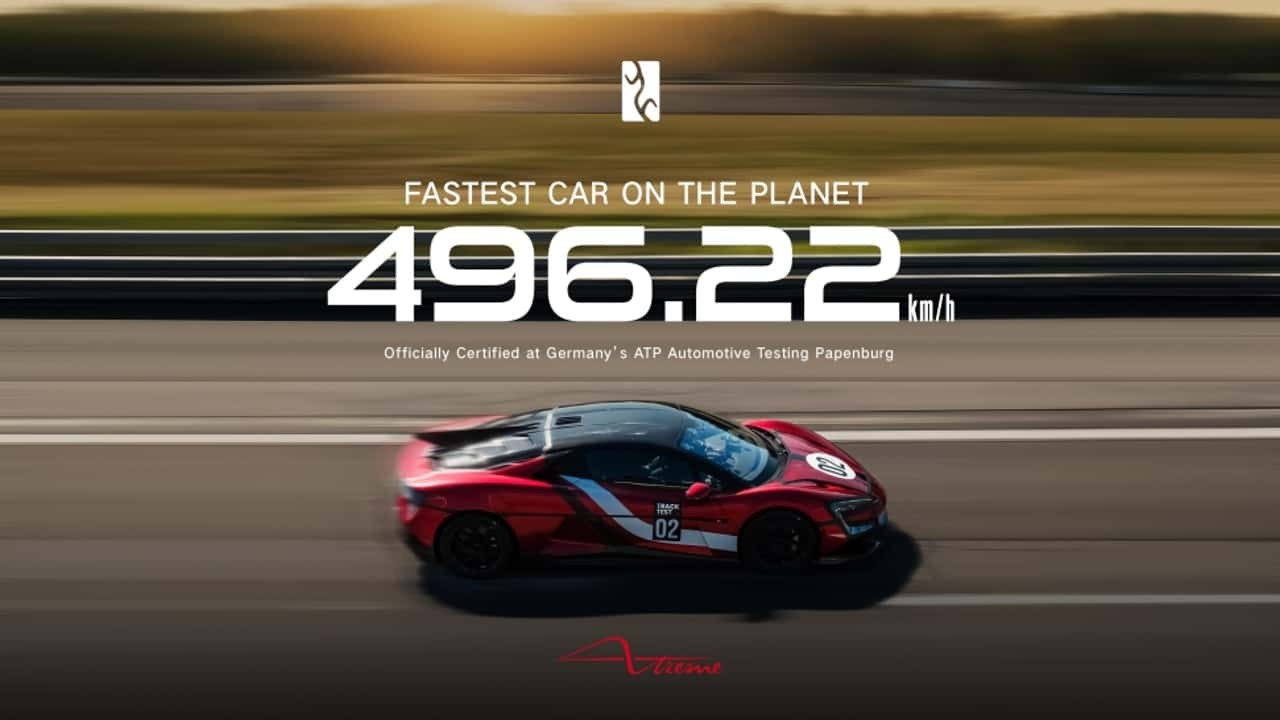 FASTEST CAR ON THE PLANET
496.22 km/h
Officially Certified at Germany's ATP Automotive Testing Papenburg
02
TRACK
TEST
02
Xtreme